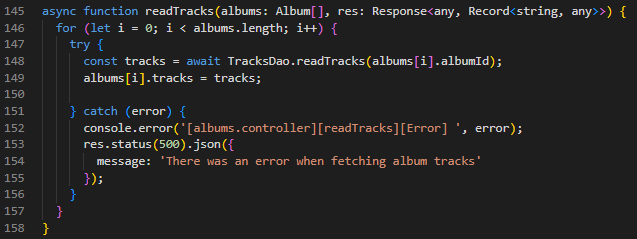 145 async function readTracks(albums: Album[], res: Response<any, Record<string, any>>) {
146   for (let i = 0; i < albums.length; i++) {
147     try {
148       const tracks = await TracksDao.readTracks(albums[i].albumId);
149       albums[i].tracks = tracks;
150
151     } catch (error) {
152       console.error('[albums.controller][readTracks][Error] ', error);
153       res.status(500).json({
154         message: 'There was an error when fetching album tracks'
155       });
156     }
157   }
158 }